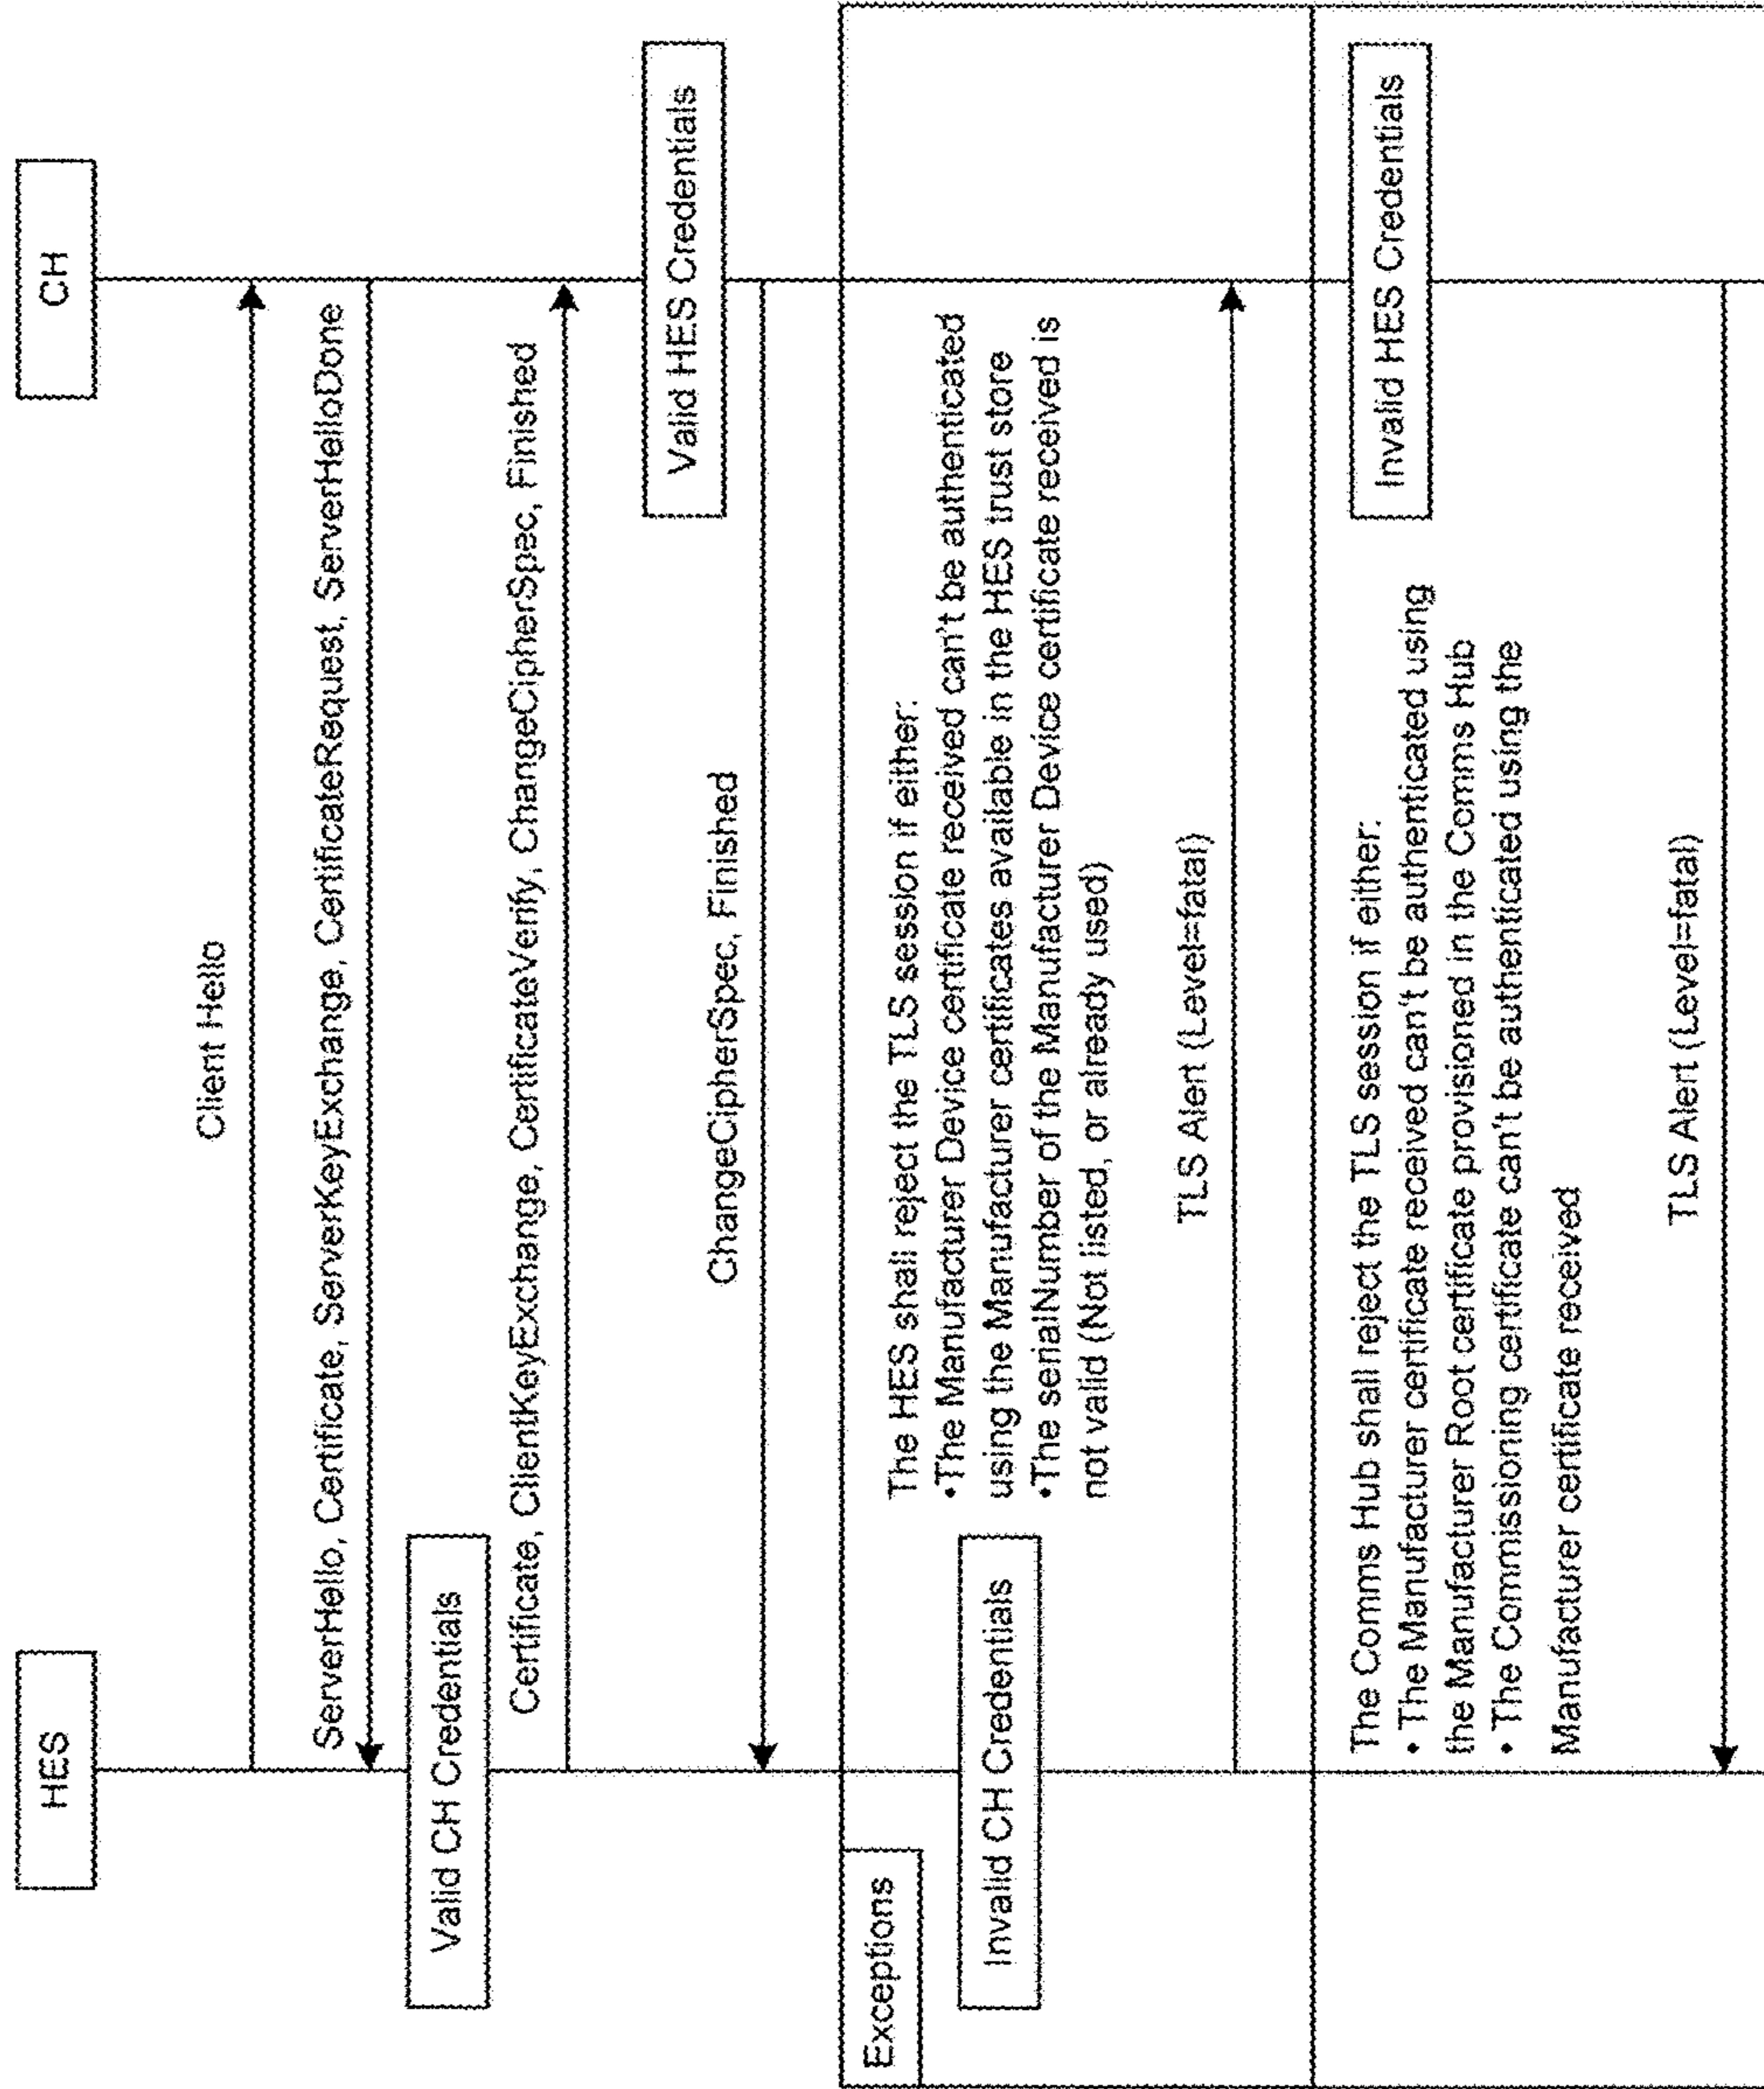 HES
CH
Client Hello
ServerHello, Certificate, ServerKeyExchange, CertificateRequest, ServerHelloDone
Valid CH Credentials
Certificate, ClientKeyExchange, CertificateVerify, ChangeCipherSpec, Finished
Valid HES Credentials
ChangeCipherSpec, Finished
Exceptions
The HES shall reject the TLS session if either:
•The Manufacturer Device certificate received can't be authenticated
using the Manufacturer certificates available in the HES trust store
•The serialNumber of the Manufacturer Device certificate received is
not valid (Not listed, or already used)
Invalid CH Credentials
TLS Alert (Level=fatal)
The Comms Hub shall reject the TLS session if either:
• The Manufacturer certificate received can't be authenticated using
the Manufacturer Root certificate provisioned in the Comms Hub
• The Commissioning certificate can't be authenticated using the
Manufacturer certificate received
Invalid HES Credentials
TLS Alert (Level=fatal)